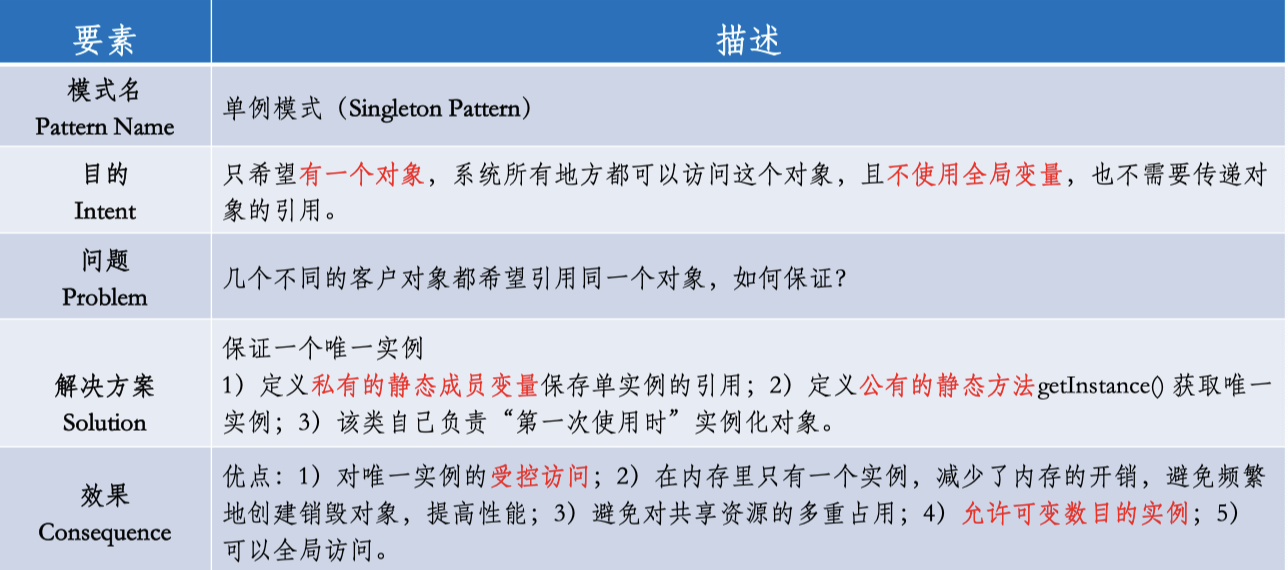 要素
描述
模式名
Pattern Name
单例模式（Singleton Pattern）
目的
Intent
只希望有一个对象，系统所有地方都可以访问这个对象，且不使用全局变量，也不需要传递对
象的引用。
问题
Problem
几个不同的客户对象都希望引用同一个对象，如何保证？
解决方案
Solution
保证一个唯一实例
1）定义私有的静态成员变量保存单实例的引用；2）定义公有的静态方法getInstance() 获取唯一
实例；3）该类自己负责“第一次使用时”实例化对象。
效果
Consequence
优点：1）对唯一实例的受控访问；2）在内存里只有一个实例，减少了内存的开销，避免频繁
地创建销毁对象，提高性能；3）避免对共享资源的多重占用；4）允许可变数目的实例；5）
可以全局访问。